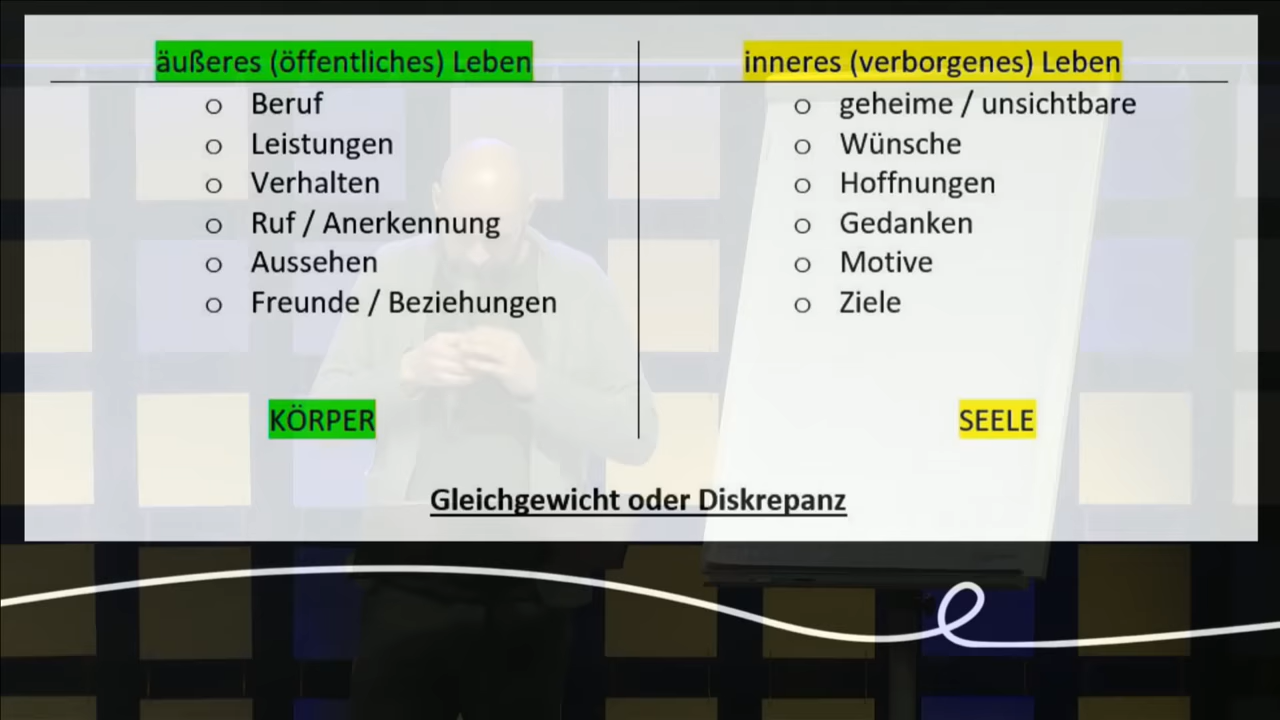 äußeres (öffentliches) Leben
o Beruf
o Leistungen
o Verhalten
o Ruf / Anerkennung
o Aussehen
o Freunde / Beziehungen
KÖRPER
inneres (verborgenes) Leben
o geheime / unsichtbare
o Wünsche
o Hoffnungen
o Gedanken
o Motive
o Ziele
SEELE
Gleichgewicht oder Diskrepanz